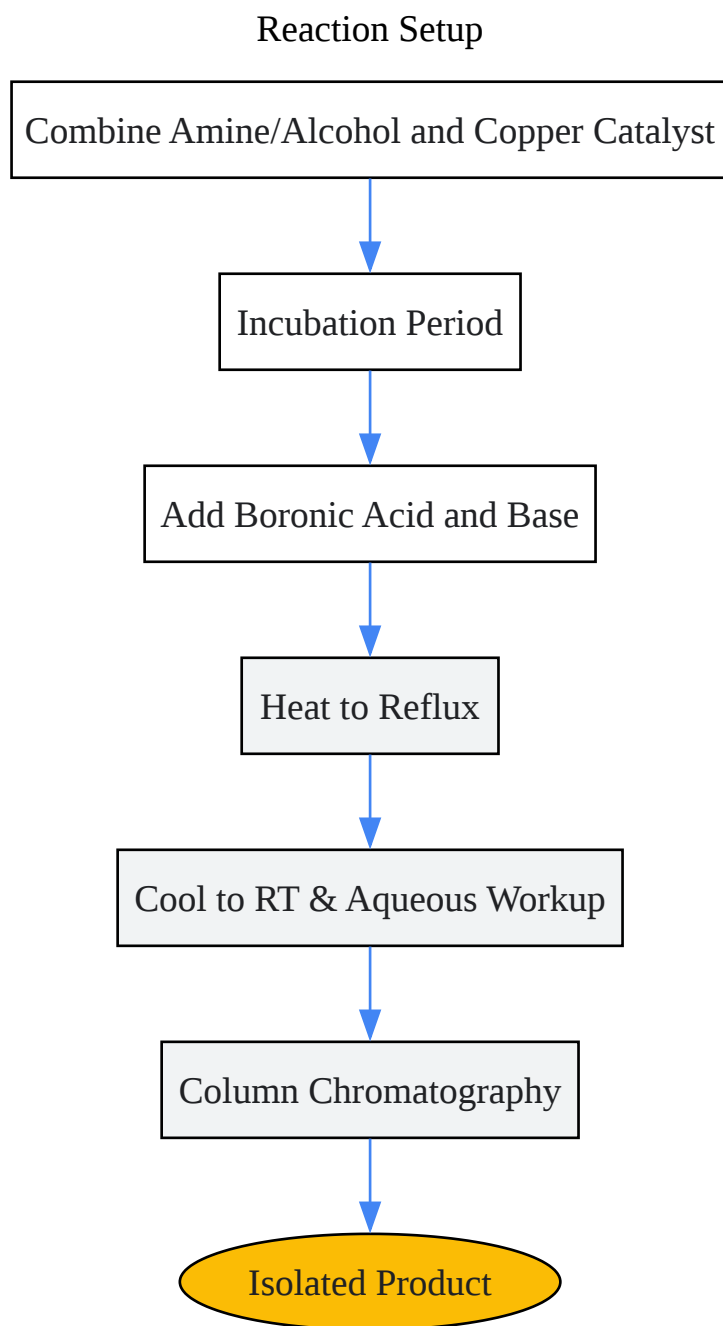 Reaction Setup
Combine Amine/Alcohol and Copper Catalyst
Incubation Period
Add Boronic Acid and Base
Heat to Reflux
Cool to RT & Aqueous Workup
Column Chromatography
Isolated Product